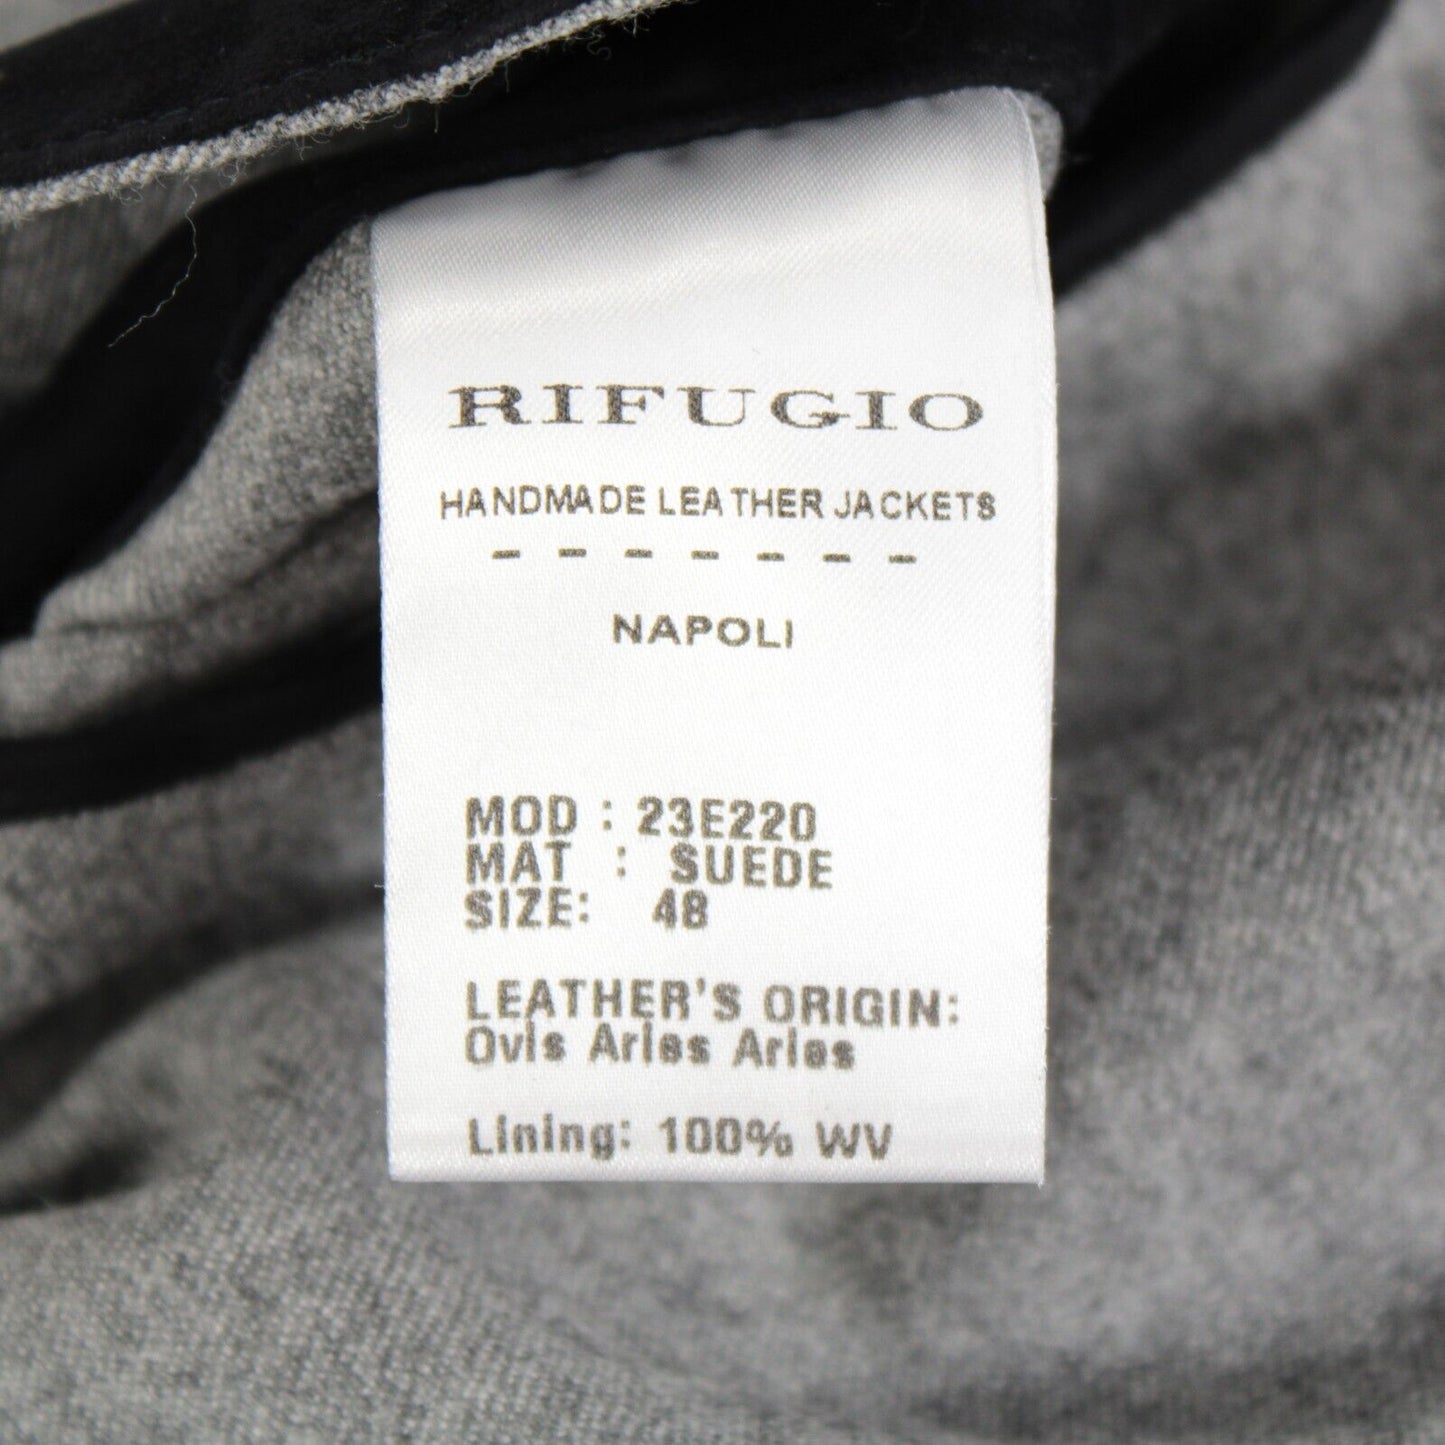 RIFUGIO
HANDMADE LEATHER JACKETS
- - - - - - -
NAPOLI
MOD : 23E220
MAT : SUEDE
SIZE: 48
LEATHER'S ORIGIN:
Ovis Aries Aries
Lining: 100% WV